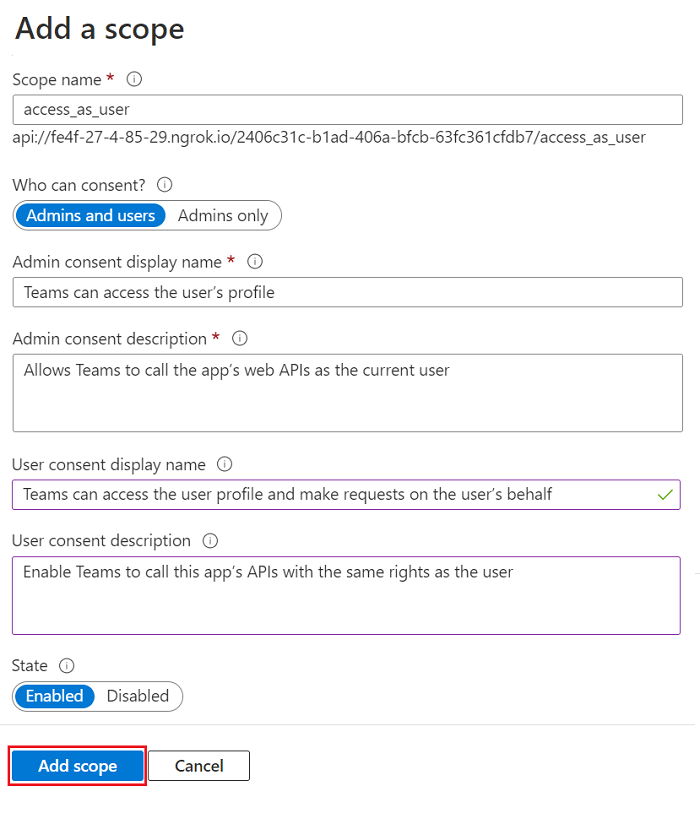 Add a scope
Scope name *
access_as_user
api://fe4f-27-4-85-29.ngrok.io/2406c31c-b1ad-406a-bfcb-63fc361cfdb7/access_as_user
Who can consent?
Admins and users Admins only
Admin consent display name *
Teams can access the user’s profile
Admin consent description *
Allows Teams to call the app’s web APIs as the current user
User consent display name
Teams can access the user profile and make requests on the user’s behalf
User consent description
Enable Teams to call this app’s APIs with the same rights as the user
State
Enabled Disabled
Add scope Cancel